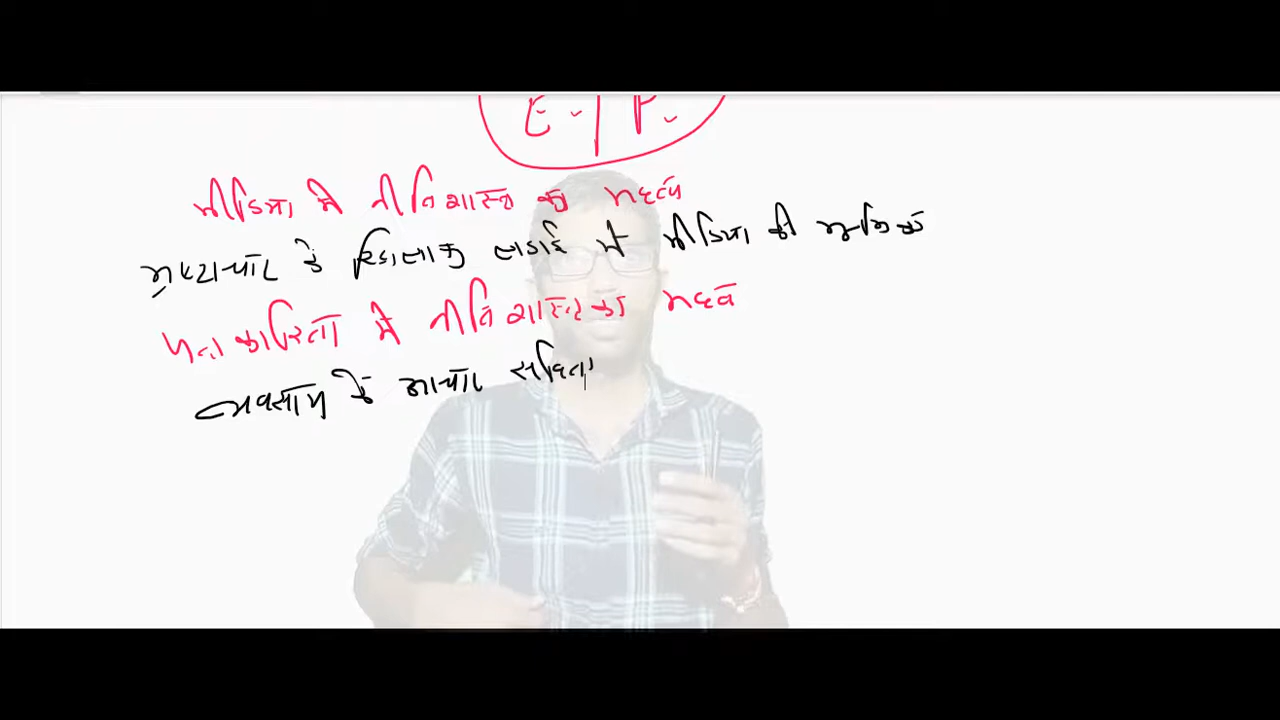 E. P.
मीडिया मे नीतिशास्त्र का महत्व
भ्रष्टाचार के खिलाफ लडाई मे मीडिया की भूमिका
पत्रकारिता मे नीतिशास्त्र का महत्व
व्यवसाय के आचार संहिता